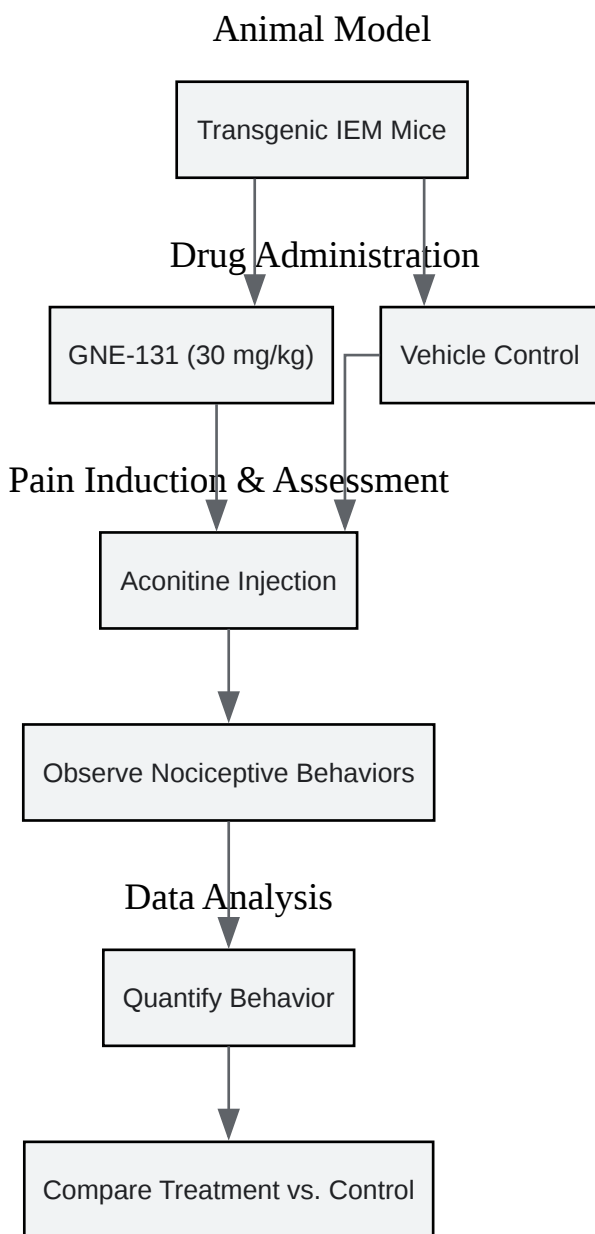 Animal Model
Transgenic IEM Mice
Drug Administration
GNE-131 (30 mg/kg)
Vehicle Control
Pain Induction & Assessment
Aconitine Injection
Observe Nociceptive Behaviors
Data Analysis
Quantify Behavior
Compare Treatment vs. Control